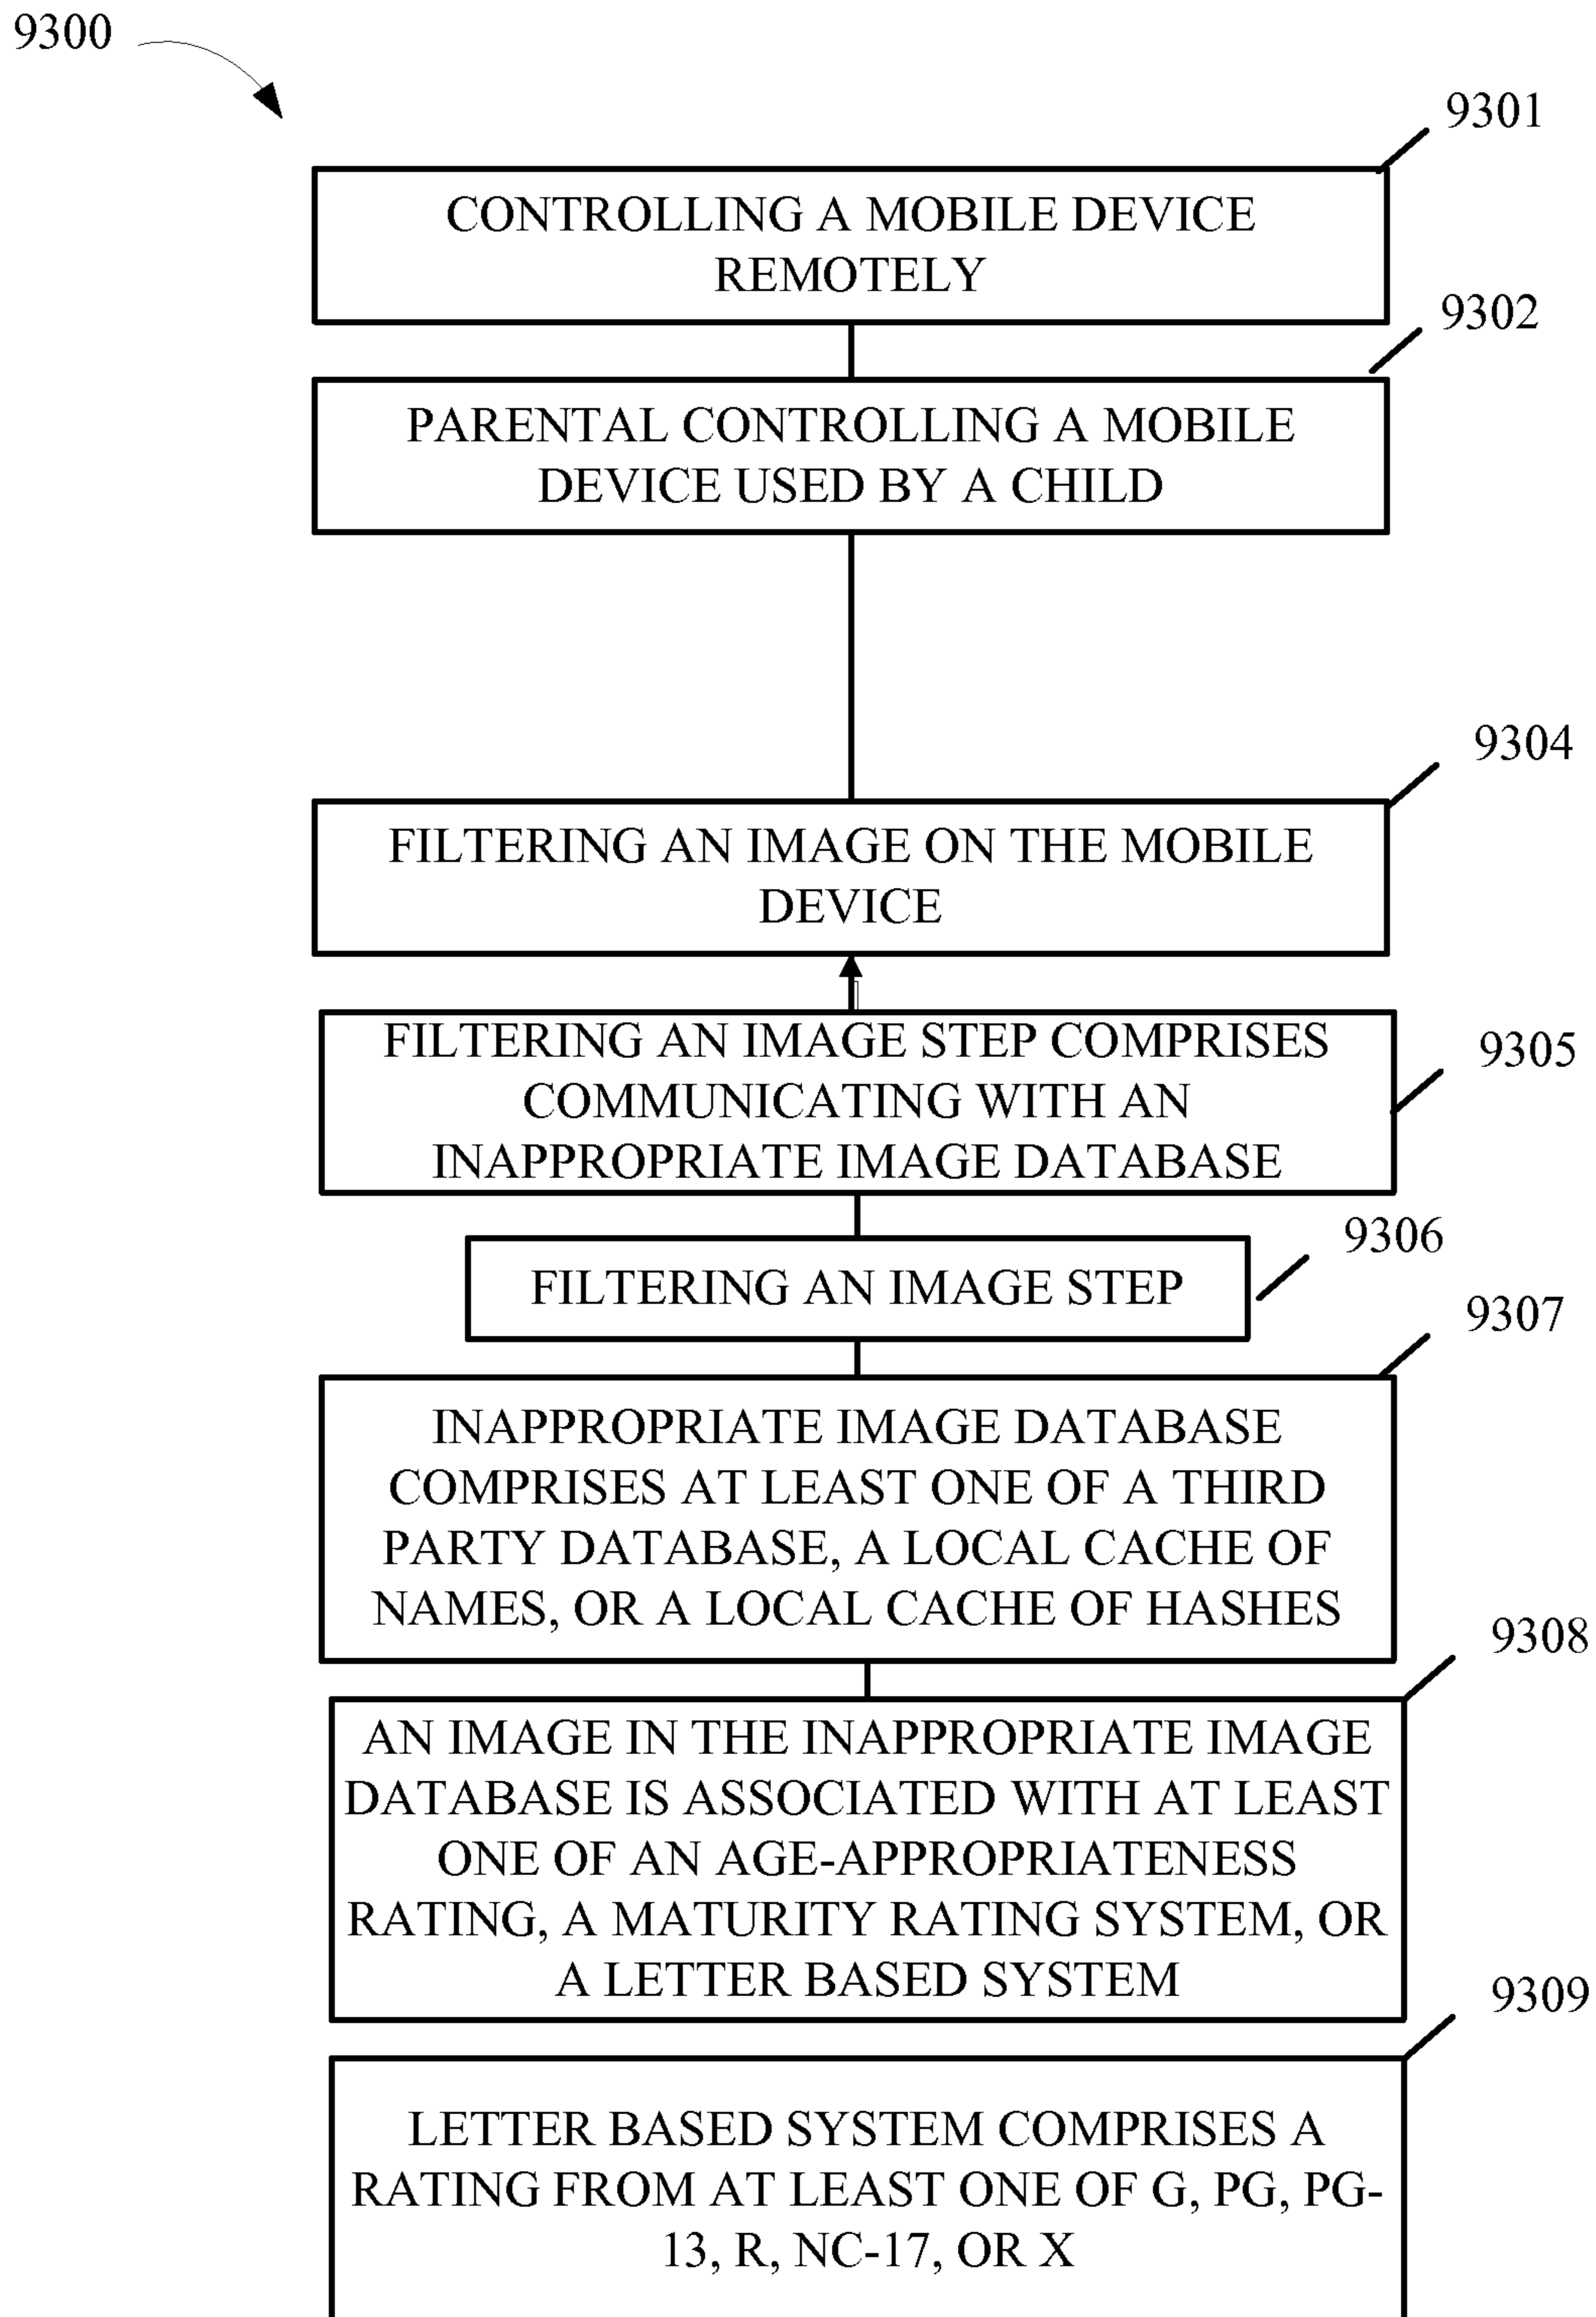 9300
9301
CONTROLLING A MOBILE DEVICE
REMOTELY
9302
PARENTAL CONTROLLING A MOBILE
DEVICE USED BY A CHILD
9304
FILTERING AN IMAGE ON THE MOBILE
DEVICE
9305
FILTERING AN IMAGE STEP COMPRISES
COMMUNICATING WITH AN
INAPPROPRIATE IMAGE DATABASE
9306
FILTERING AN IMAGE STEP
9307
INAPPROPRIATE IMAGE DATABASE
COMPRISES AT LEAST ONE OF A THIRD
PARTY DATABASE, A LOCAL CACHE OF
NAMES, OR A LOCAL CACHE OF HASHES
9308
AN IMAGE IN THE INAPPROPRIATE IMAGE
DATABASE IS ASSOCIATED WITH AT LEAST
ONE OF AN AGE-APPROPRIATENESS
RATING, A MATURITY RATING SYSTEM, OR
A LETTER BASED SYSTEM
9309
LETTER BASED SYSTEM COMPRISES A
RATING FROM AT LEAST ONE OF G, PG, PG-
13, R, NC-17, OR X